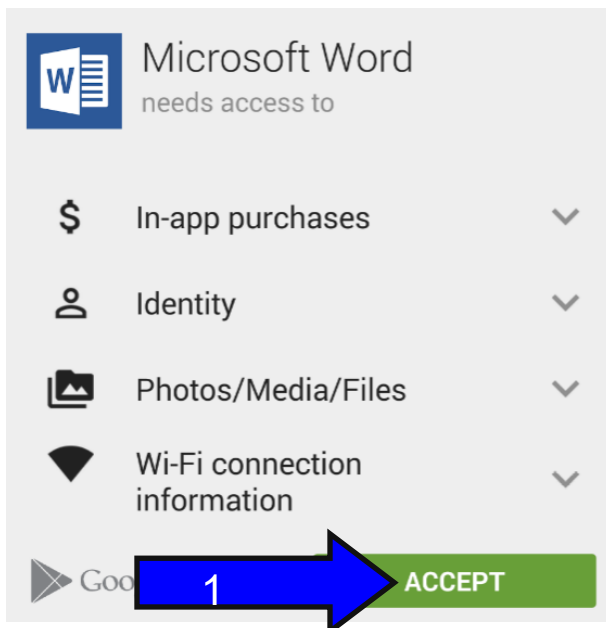 W
Microsoft Word
needs access to
$ In-app purchases
Identity
Photos/Media/Files
Wi-Fi connection
information
1 ACCEPT